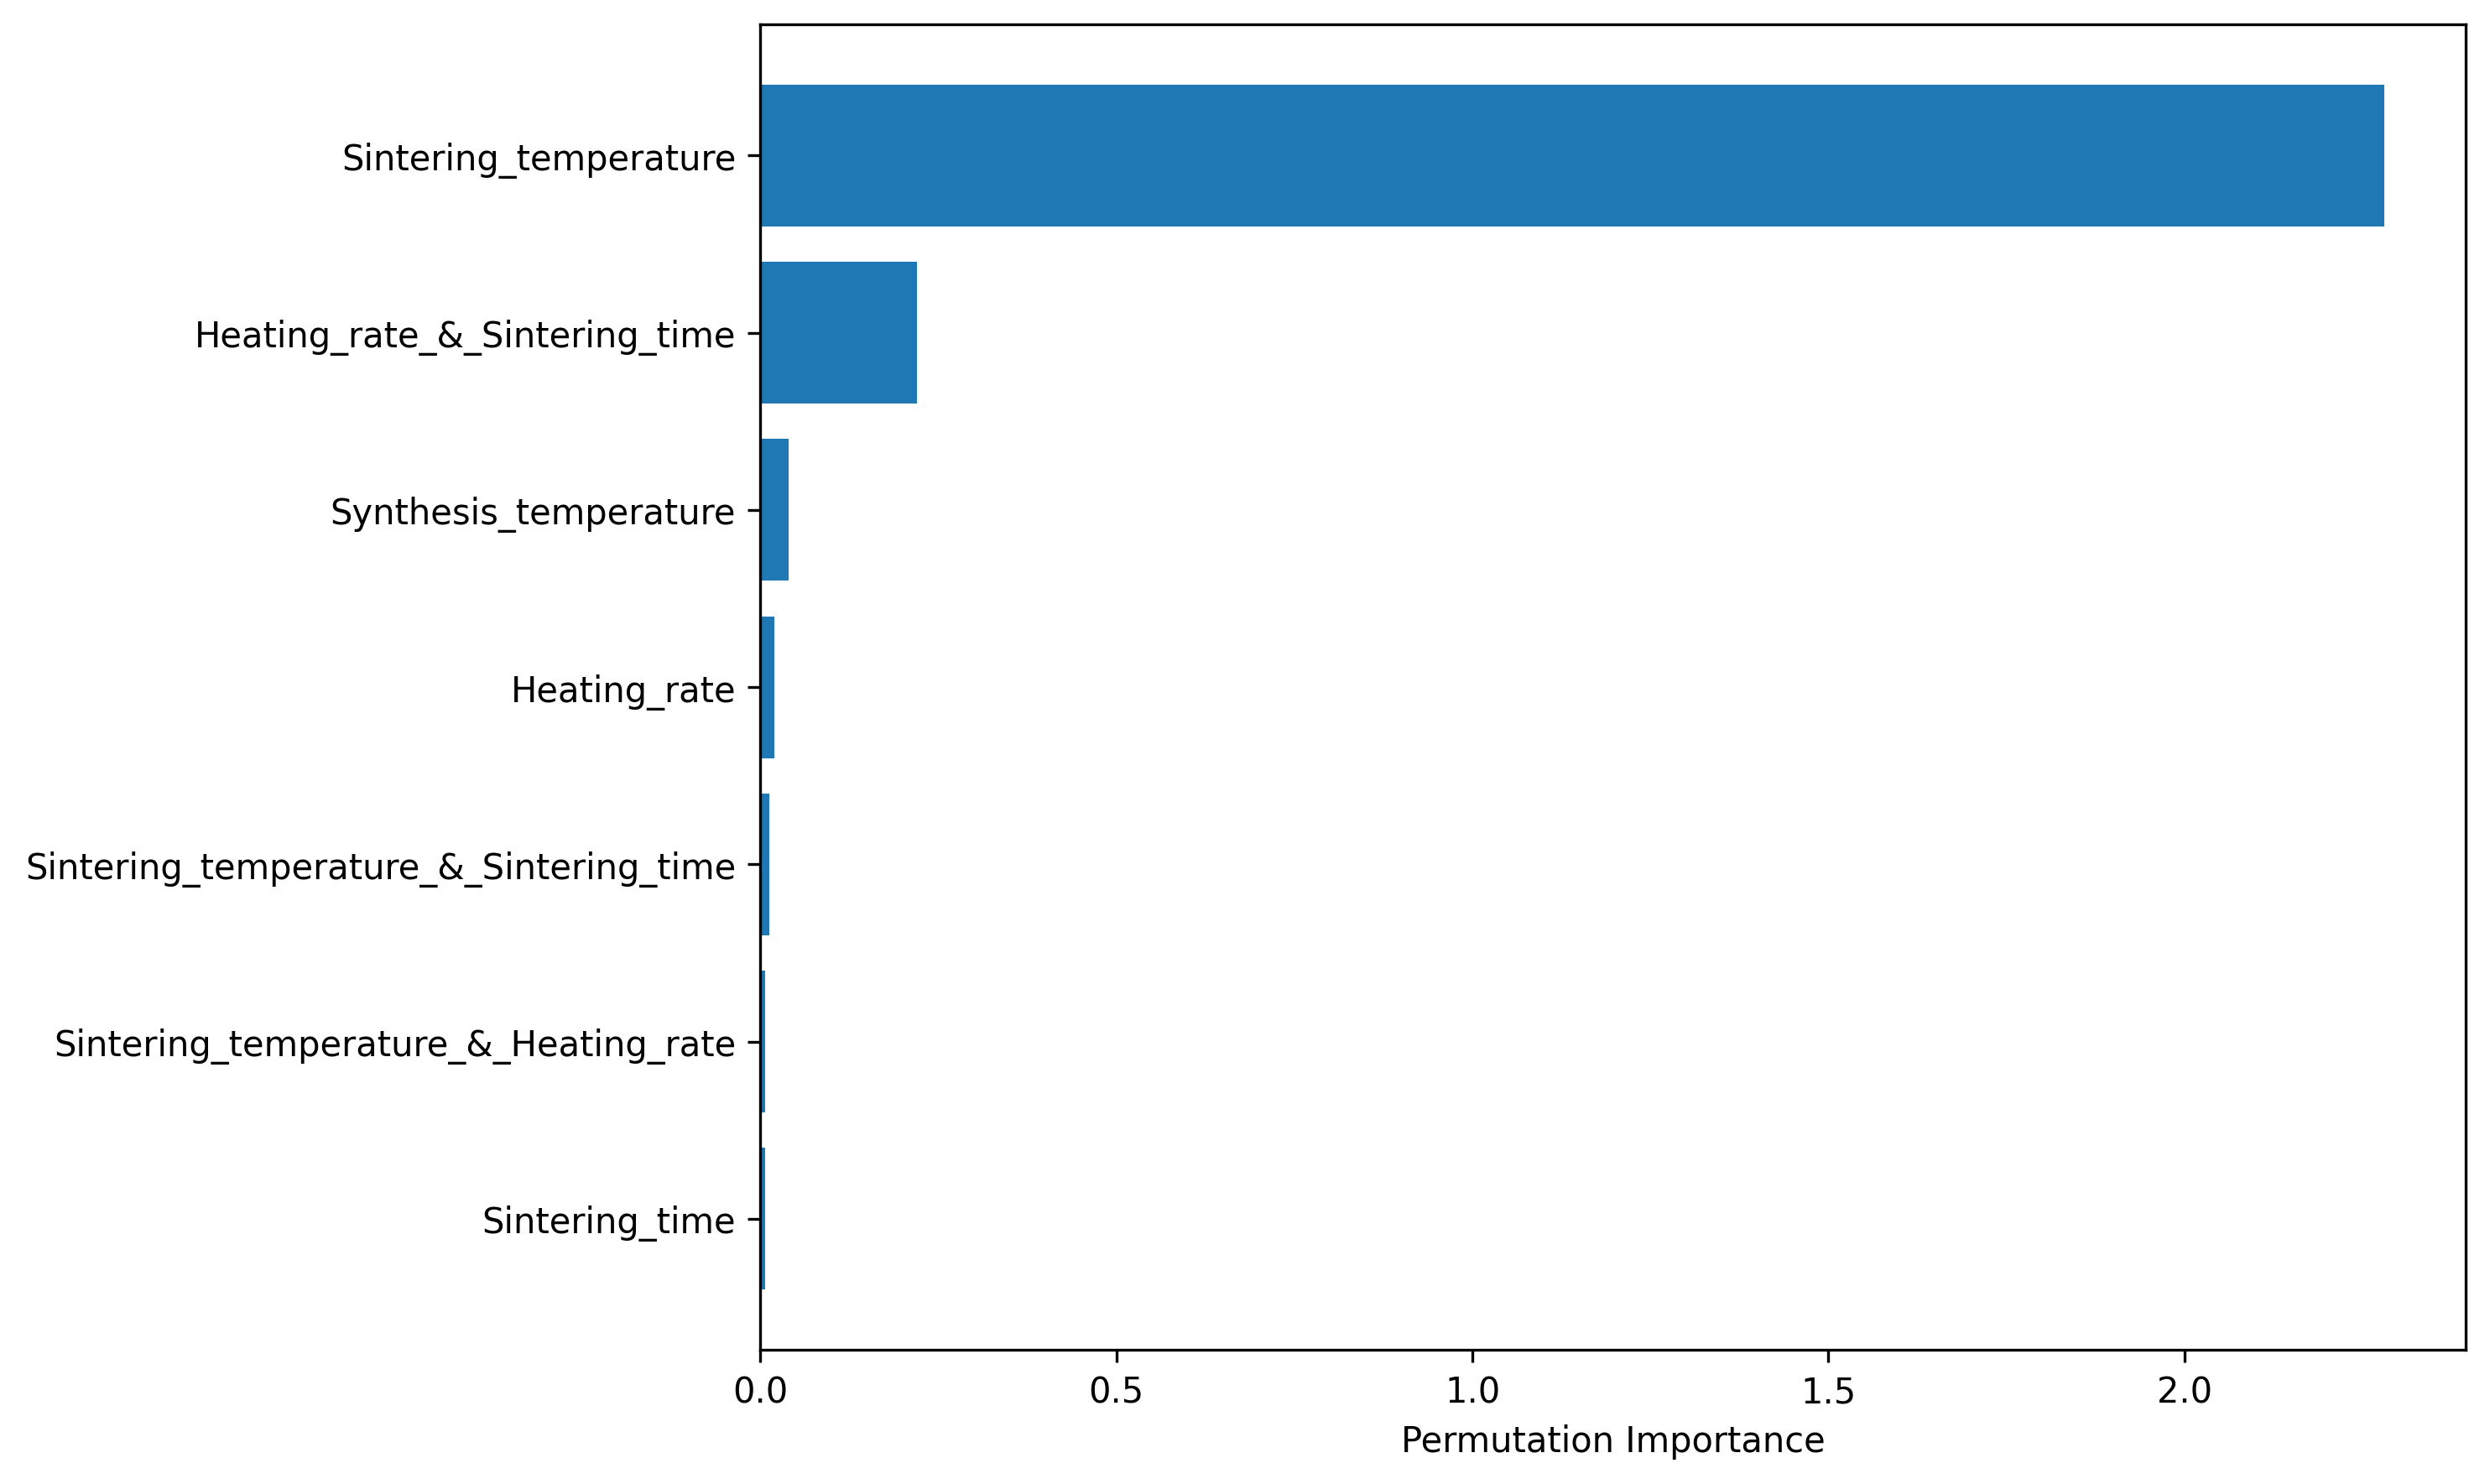 Sintering_temperature
Heating_rate_&_Sintering_time
Synthesis_temperature
Heating_rate
Sintering_temperature_&_Sintering_time
Sintering_temperature_&_Heating_rate
Sintering_time
0.0 0.5 1.0 1.5 2.0
Permutation Importance